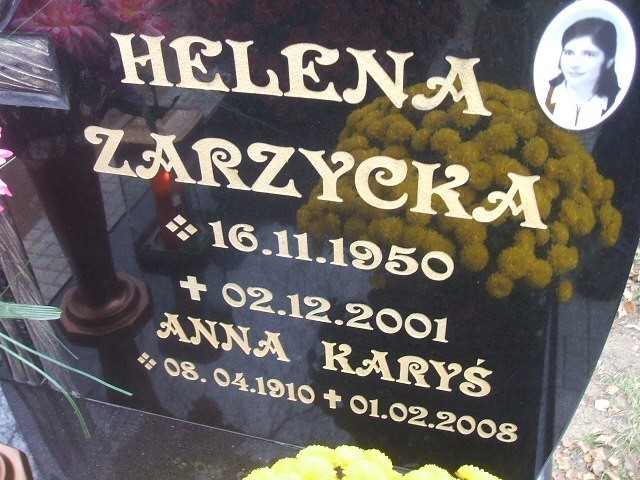 HELENA
ZARZYCKA
16.11.1950
02.12.2001
ANNA KARYŚ
08.04.1910 01.02.2008